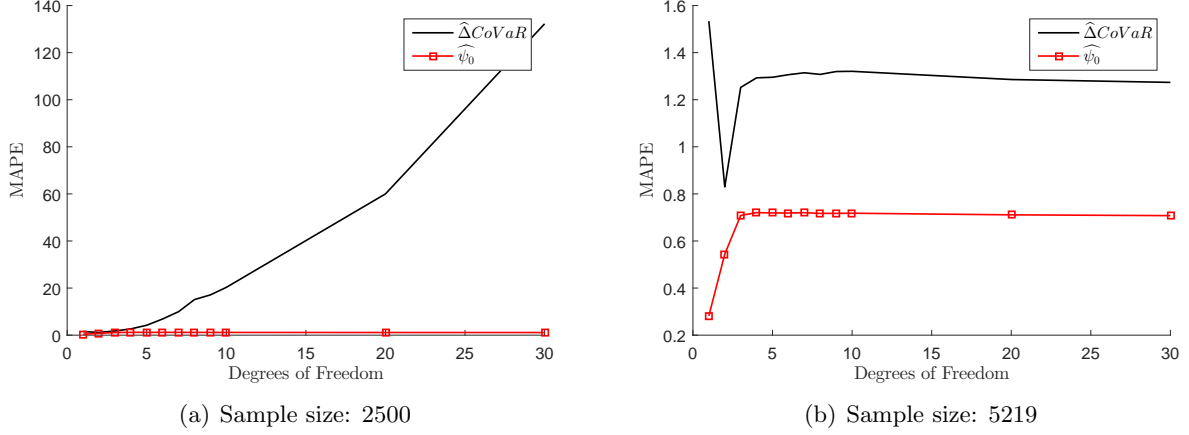 140
120
100
80
60
40
20
0
MAPE
0 5 10 15 20 25 30
Degrees of Freedom
Δ̂CoVaR
ψ̂₀
(a) Sample size: 2500
1.6
1.4
1.2
1
0.8
0.6
0.4
0.2
MAPE
0 5 10 15 20 25 30
Degrees of Freedom
Δ̂CoVaR
ψ̂₀
(b) Sample size: 5219